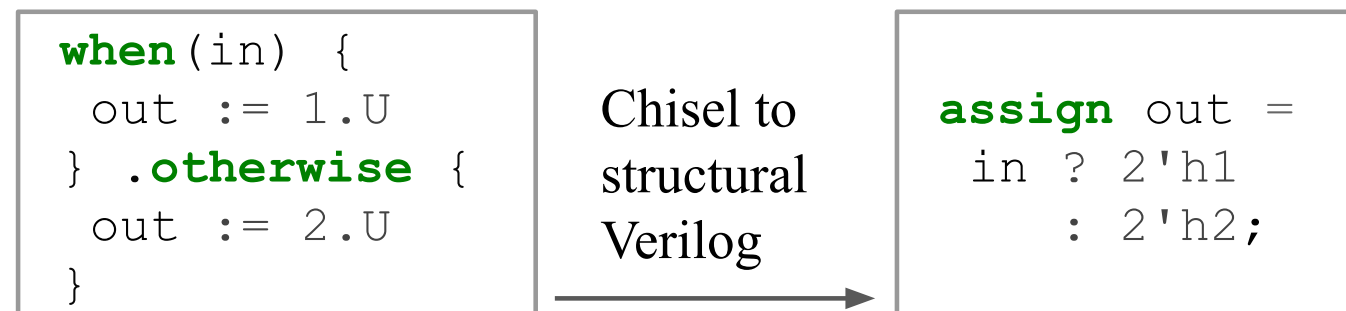 when(in) {
 out := 1.U
} .otherwise {
 out := 2.U
}
Chisel to
structural
Verilog
assign out =
 in ? 2'h1
    : 2'h2;